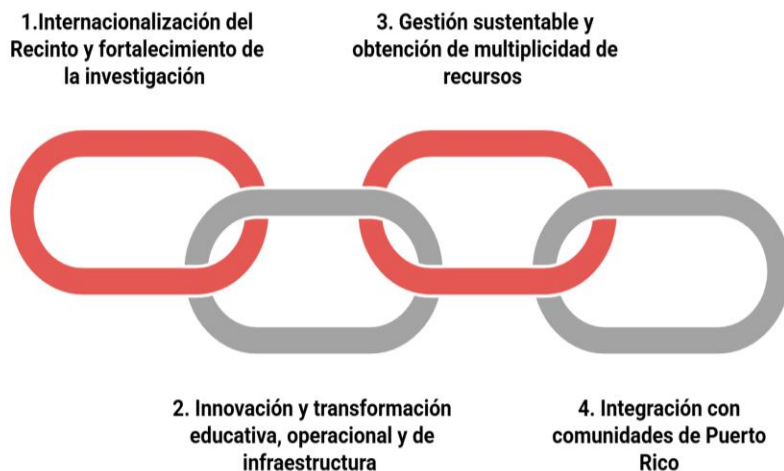 1.Internacionalización del
Recinto y fortalecimiento de
la investigación
3. Gestión sustentable y
obtención de multiplicidad de
recursos
2. Innovación y transformación
educativa, operacional y de
infraestructura
4. Integración con
comunidades de Puerto
Rico